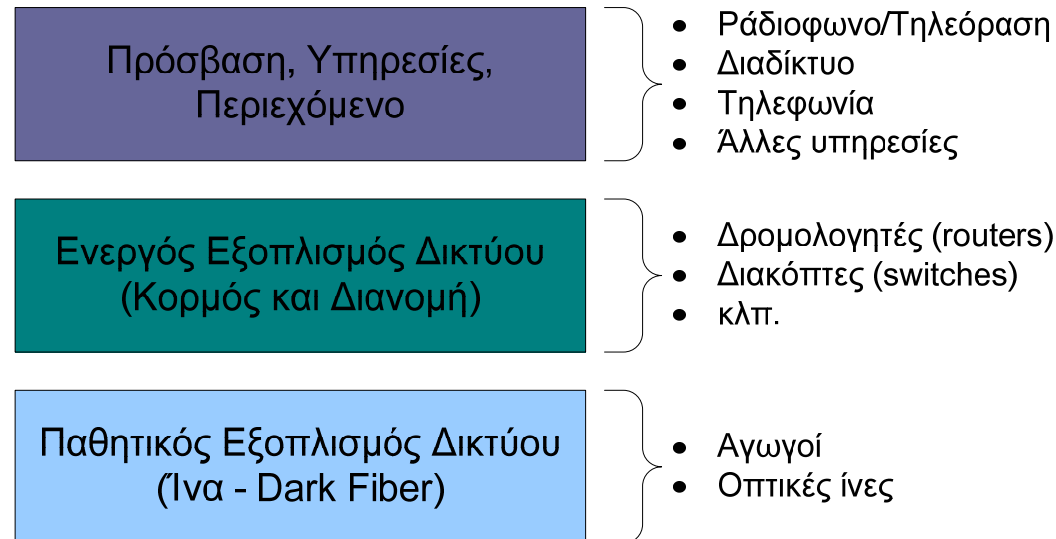 Πρόσβαση, Υπηρεσίες,
Περιεχόμενο
• Ράδιοφωνο/Τηλεόραση
• Διαδίκτυο
• Τηλεφωνία
• Άλλες υπηρεσίες
Ενεργός Εξοπλισμός Δικτύου
(Κορμός και Διανομή)
• Δρομολογητές (routers)
• Διακόπτες (switches)
• κλπ.
Παθητικός Εξοπλισμός Δικτύου
(Ίνα - Dark Fiber)
• Αγωγοί
• Οπτικές ίνες